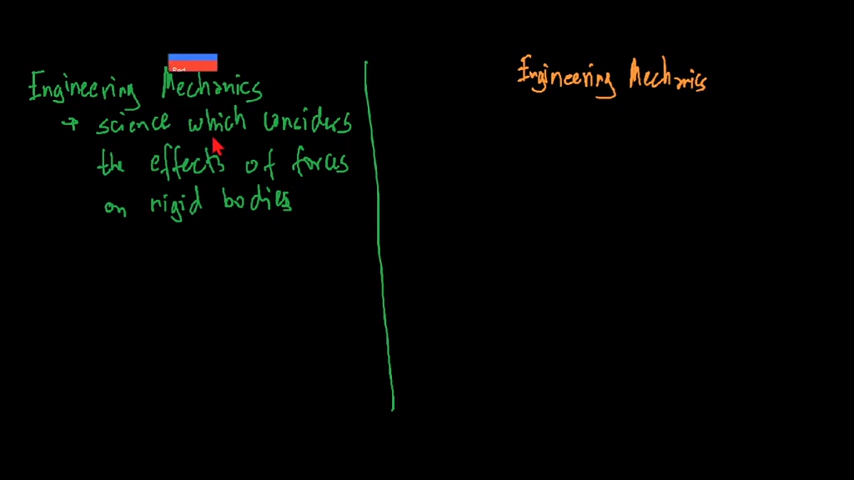 Engineering Mechanics
→ science which considers
the effects of forces
on rigid bodies
Engineering Mechanics